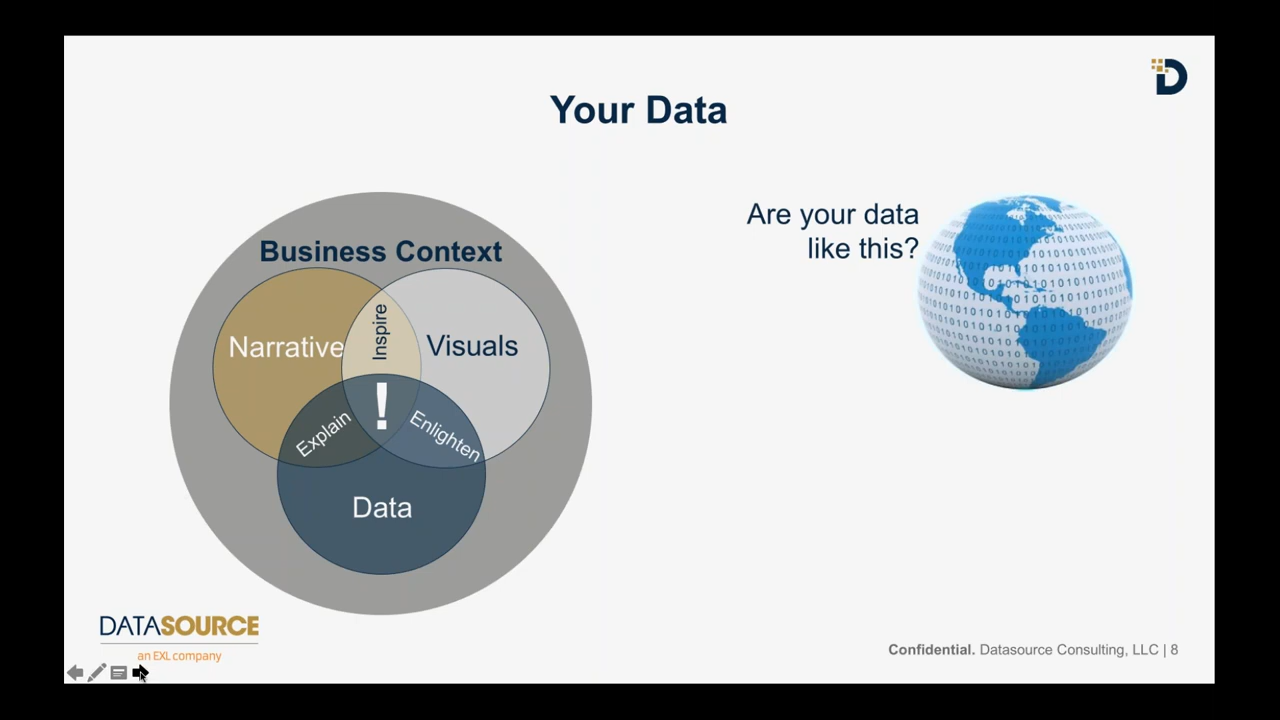 Your Data
Business Context
Narrative
Inspire
Visuals
!
Explain
Enlighten
Data
Are your data
like this?
DATASOURCE
an EXL company
Confidential. Datasource Consulting, LLC | 8